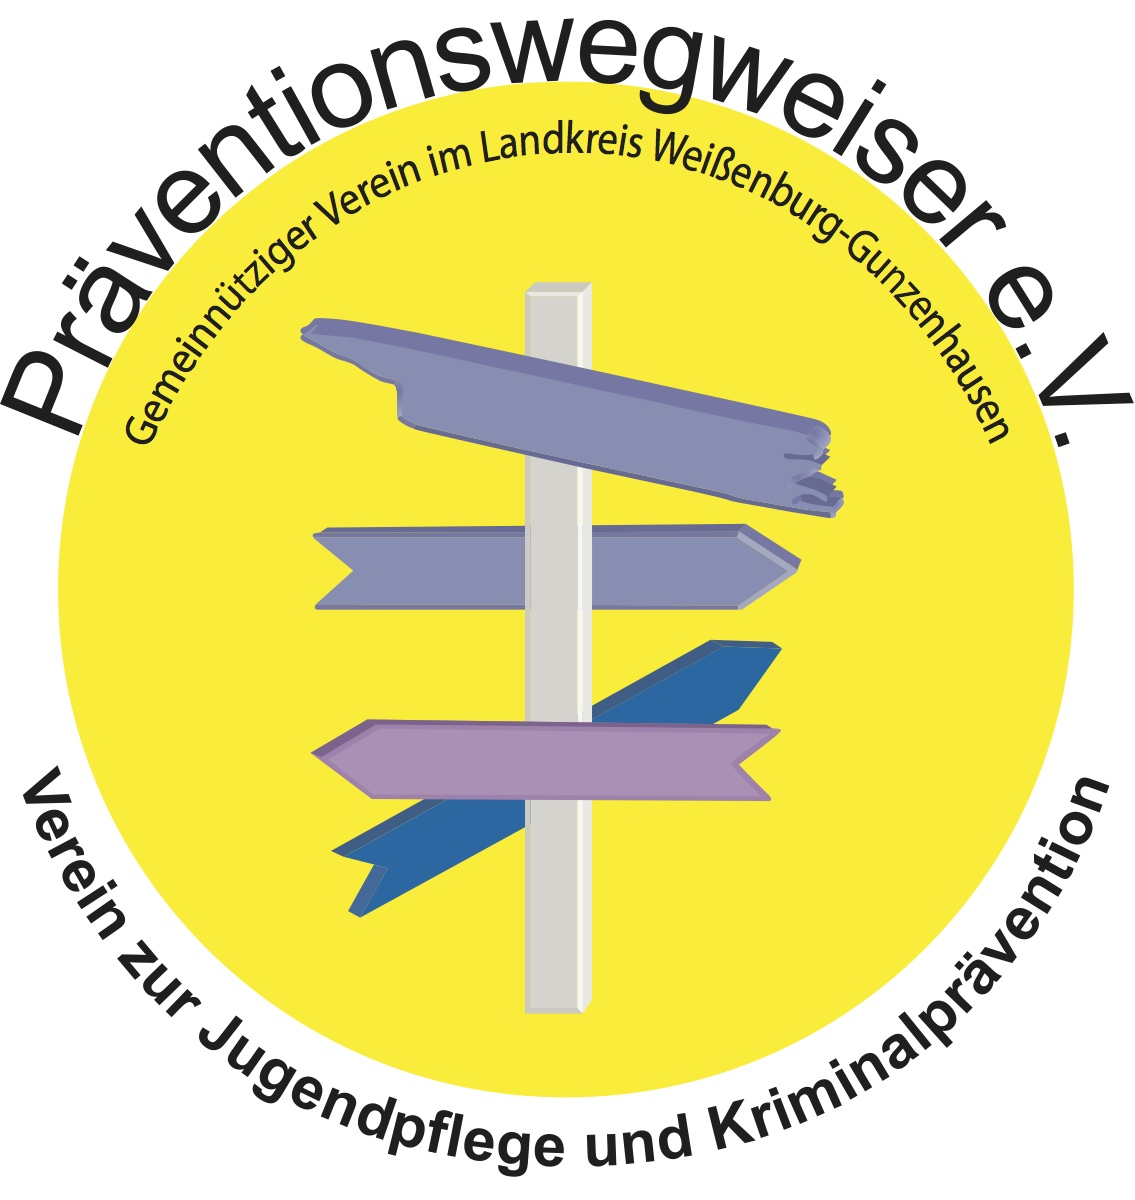 Präventionswegweiser e.V.
Gemeinnütziger Verein im Landkreis Weißenburg-Gunzenhausen
Verein zur Jugendpflege und Kriminalprävention